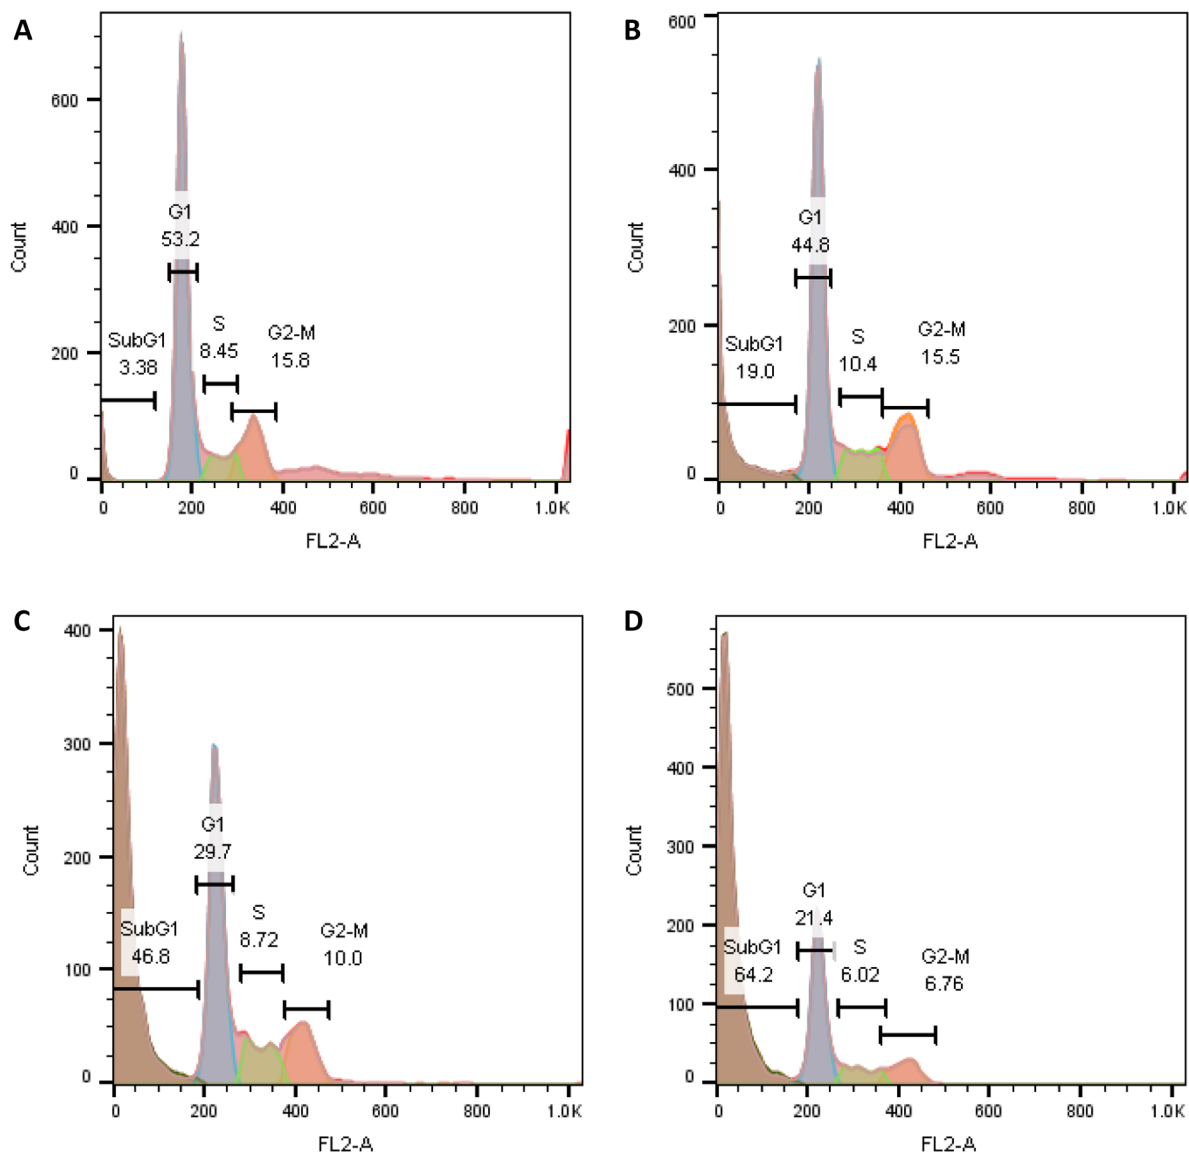 A
Count
600
400
200
0
G1
53.2
SubG1
3.38
S
8.45
G2-M
15.8
0
200
400
600
800
1.0K
FL2-A
B
Count
600
400
200
0
G1
44.8
SubG1
19.0
S
10.4
G2-M
15.5
0
200
400
600
800
1.0K
FL2-A
C
Count
400
300
200
100
0
G1
29.7
SubG1
46.8
S
8.72
G2-M
10.0
0
200
400
600
800
1.0K
FL2-A
D
Count
500
400
300
200
100
0
G1
21.4
SubG1
64.2
S
6.02
G2-M
6.76
0
200
400
600
800
1.0K
FL2-A